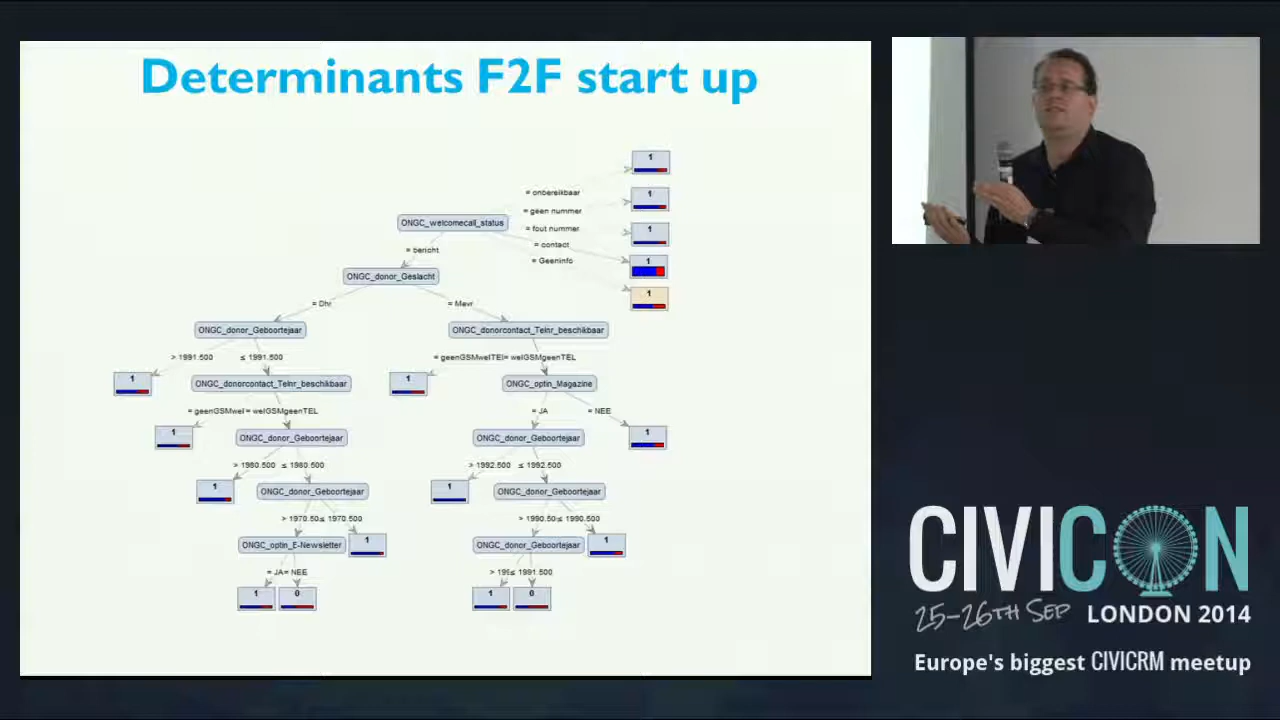 Determinants F2F start up
1
= onbereikbaar
1
= geen nummer
ONGC_welcomecall_status
= fout nummer
1
= contact
= bericht
= Geeninfo
1
ONGC_donor_Geslacht
1
= Dhr
= Mevr
ONGC_donor_Geboortejaar
ONGC_donorcontact_Telnr_beschikbaar
> 1991.500 ≤ 1991.500
= geenGSMwelTEl= welGSMgeenTEL
1
ONGC_donorcontact_Telnr_beschikbaar
1
ONGC_optin_Magazine
= geenGSMwel = welGSMgeenTEL
= JA = NEE
1
ONGC_donor_Geboortejaar
ONGC_donor_Geboortejaar
1
> 1980.500 ≤ 1980.500
> 1992.500 ≤ 1992.500
1
ONGC_donor_Geboortejaar
1
ONGC_donor_Geboortejaar
> 1970.50≤ 1970.500
> 1990.50≤ 1990.500
ONGC_optin_E-Newsletter
1
ONGC_donor_Geboortejaar
1
= JA= NEE
> 199≤ 1991.500
1 0
1 0
CIVICON
25-26TH SEP LONDON 2014
Europe's biggest CIVICRM meetup